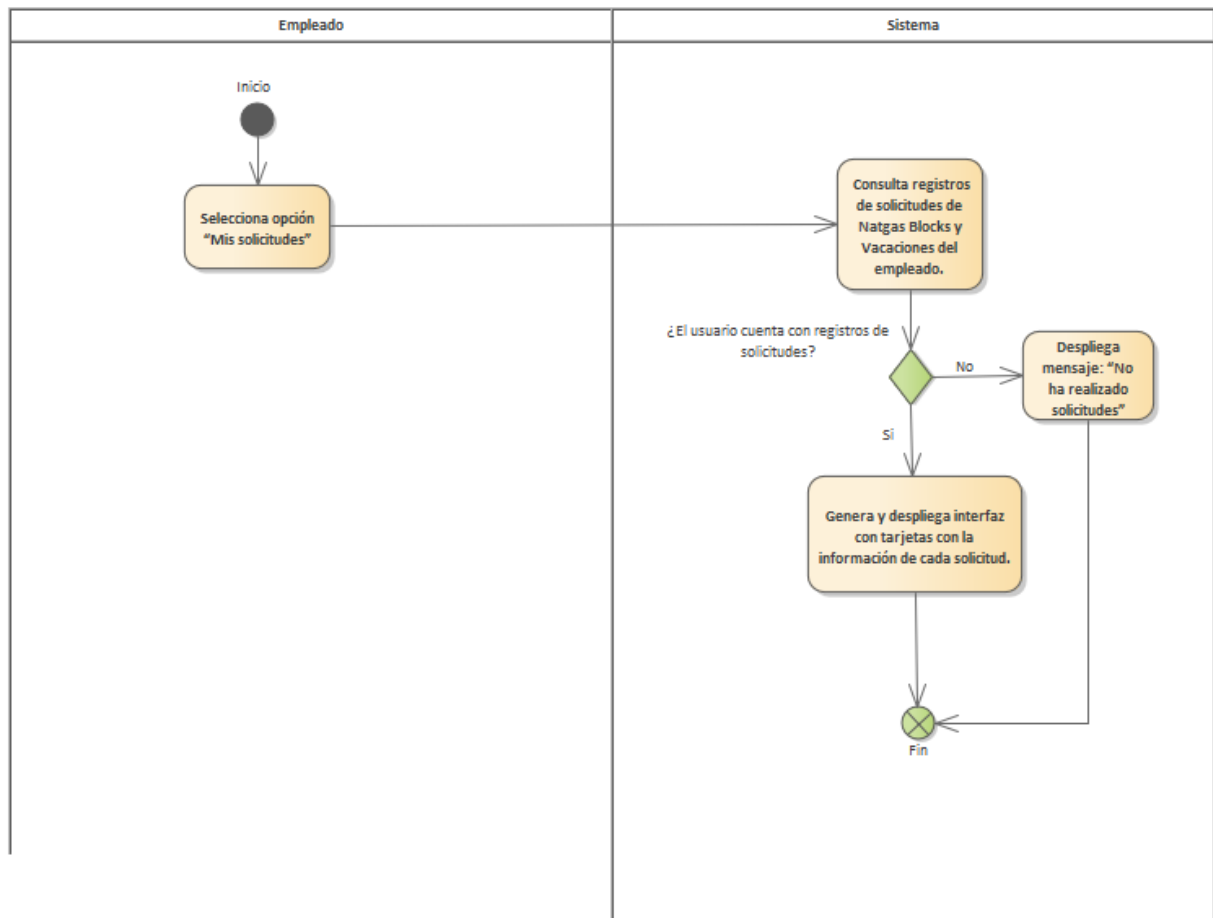 Empleado
Sistema
Inicio
Selecciona opción
“Mis solicitudes”
Consulta registros
de solicitudes de
Natgas Blocks y
Vacaciones del
empleado.
¿El usuario cuenta con registros de
solicitudes?
No
Despliega
mensaje: “No
ha realizado
solicitudes”
Si
Genera y despliega interfaz
con tarjetas con la
información de cada solicitud.
Fin